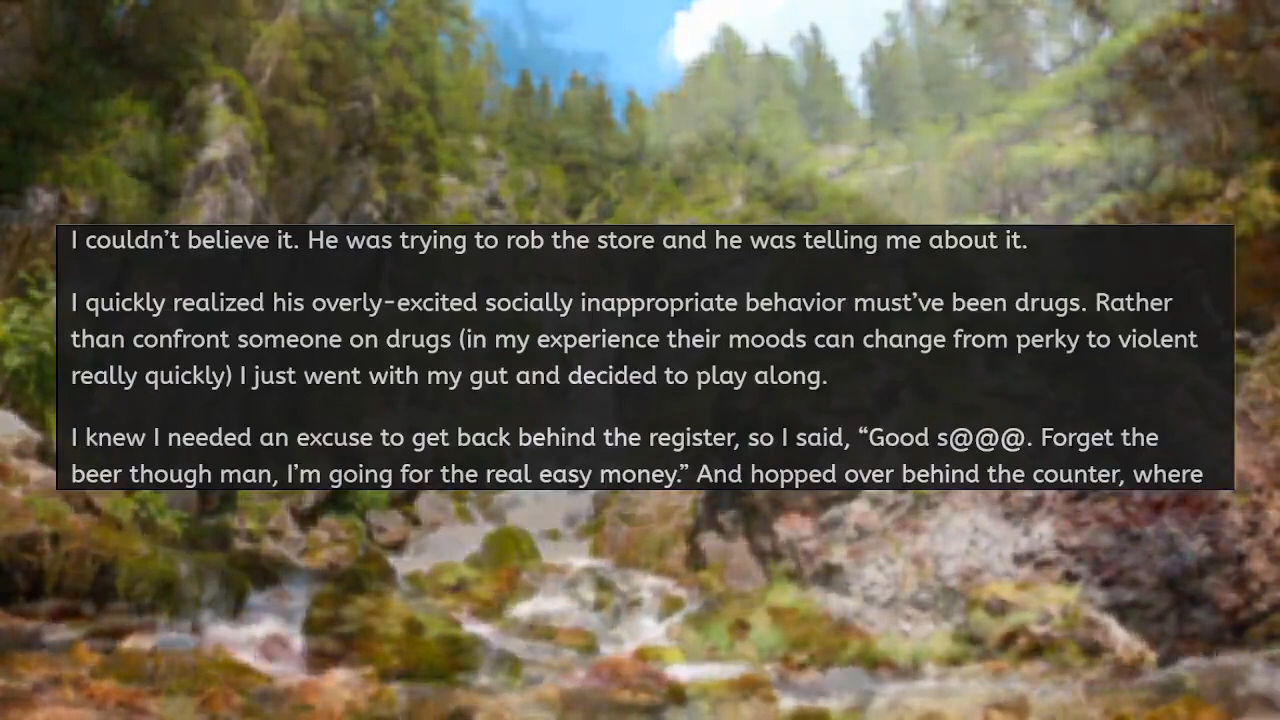 I couldn’t believe it. He was trying to rob the store and he was telling me about it.
I quickly realized his overly-excited socially inappropriate behavior must’ve been drugs. Rather
than confront someone on drugs (in my experience their moods can change from perky to violent
really quickly) I just went with my gut and decided to play along.
I knew I needed an excuse to get back behind the register, so I said, “Good s@@@. Forget the
beer though man, I’m going for the real easy money.” And hopped over behind the counter, where